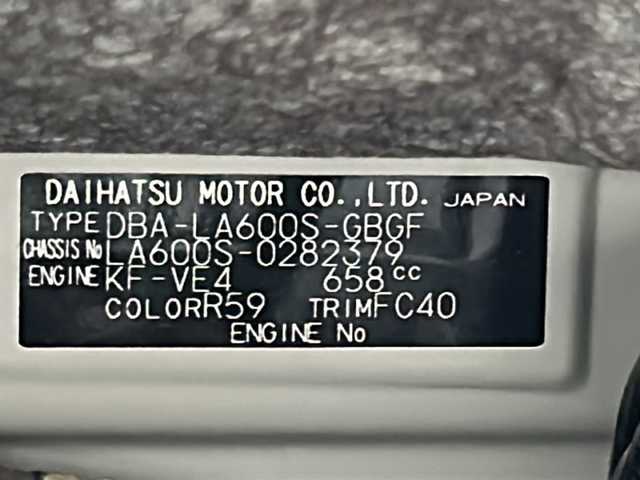 DAIHATSU MOTOR CO.,LTD. JAPAN
TYPE DBA-LA600S-GBGF
CHASSIS No LA600S-0282379
ENGINE KF-VE4 658cc
COLOR R59 TRIM FC40
ENGINE No